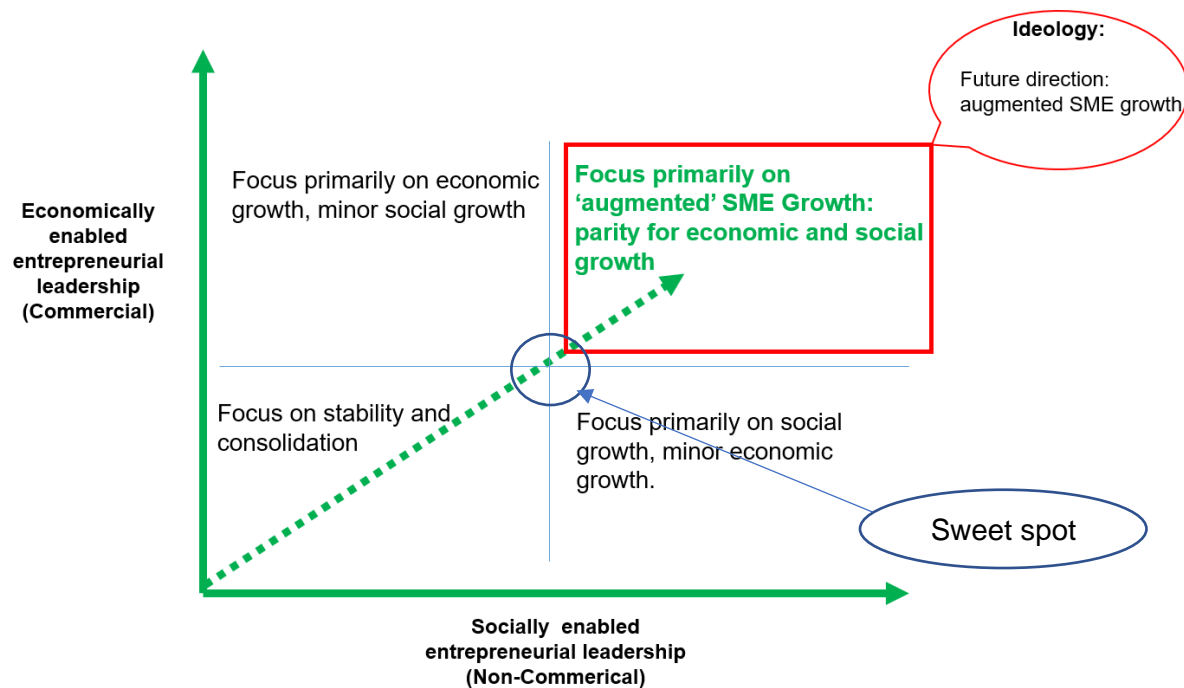 Ideology:
Future direction:
augmented SME growth
Focus primarily on economic
growth, minor social growth
Focus primarily on
‘augmented’ SME Growth:
parity for economic and social
growth
Economically
enabled
entrepreneurial
leadership
(Commercial)
Focus on stability and
consolidation
Focus primarily on social
growth, minor economic
growth.
Sweet spot
Socially  enabled
entrepreneurial leadership
(Non-Commerical)